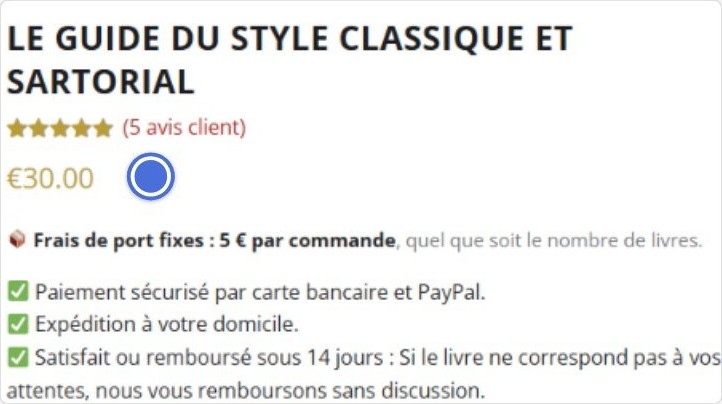 LE GUIDE DU STYLE CLASSIQUE ET
SARTORIAL
(5 avis client)
€30.00
Frais de port fixes : 5 € par commande, quel que soit le nombre de livres.
Paiement sécurisé par carte bancaire et PayPal.
Expédition à votre domicile.
Satisfait ou remboursé sous 14 jours : Si le livre ne correspond pas à vos
attentes, nous vous remboursons sans discussion.